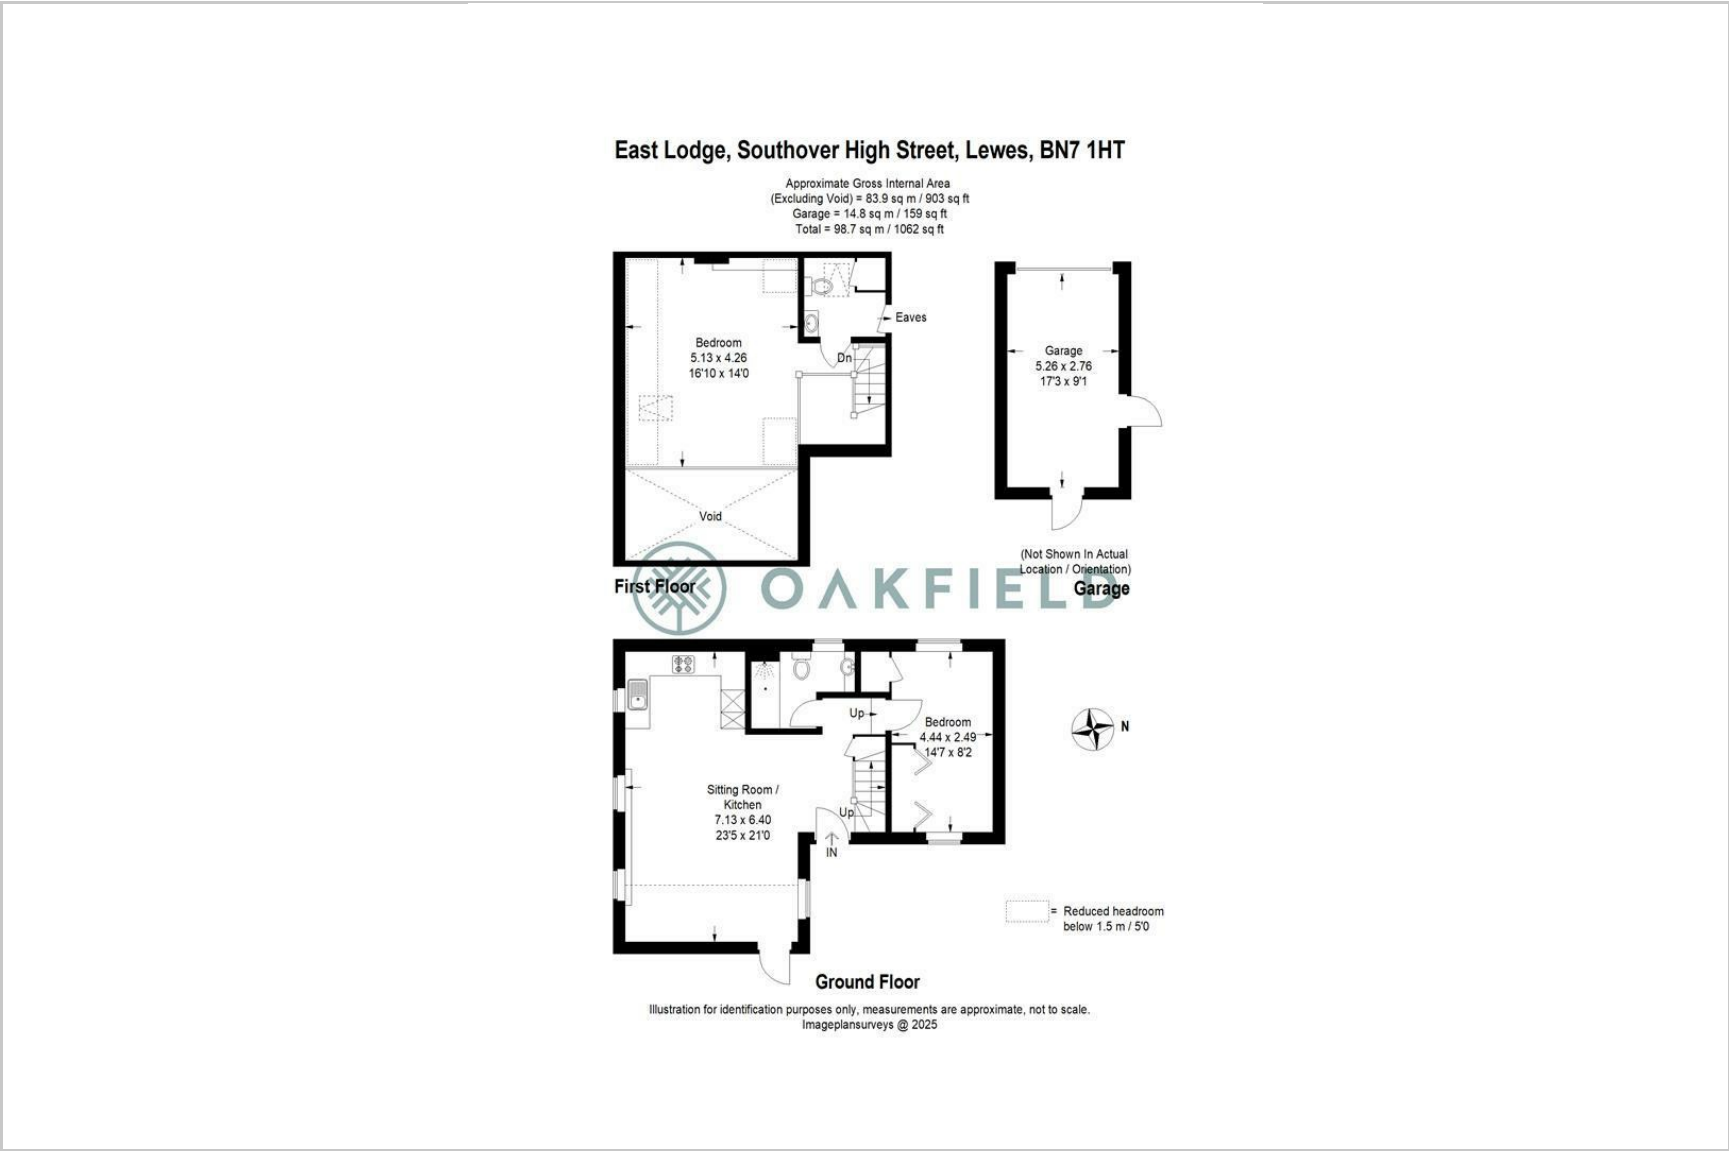 East Lodge, Southover High Street, Lewes, BN7 1HT
Approximate Gross Internal Area
(Excluding Void) = 83.9 sq m / 903 sq ft
Garage = 14.8 sq m / 159 sq ft
Total = 98.7 sq m / 1062 sq ft
Eaves
Bedroom
5.13 x 4.26
16'10 x 14'0
Dn
Garage
5.26 x 2.76
17'3 x 9'1
Void
(Not Shown In Actual
Location / Orientation)
First Floor
OAKFIELD
Garage
Up
Bedroom
4.44 x 2.49
14'7 x 8'2
N
Sitting Room /
Kitchen
7.13 x 6.40
23'5 x 21'0
Up
IN
= Reduced headroom
below 1.5 m / 5'0
Ground Floor
Illustration for identification purposes only, measurements are approximate, not to scale.
Imageplansurveys @ 2025